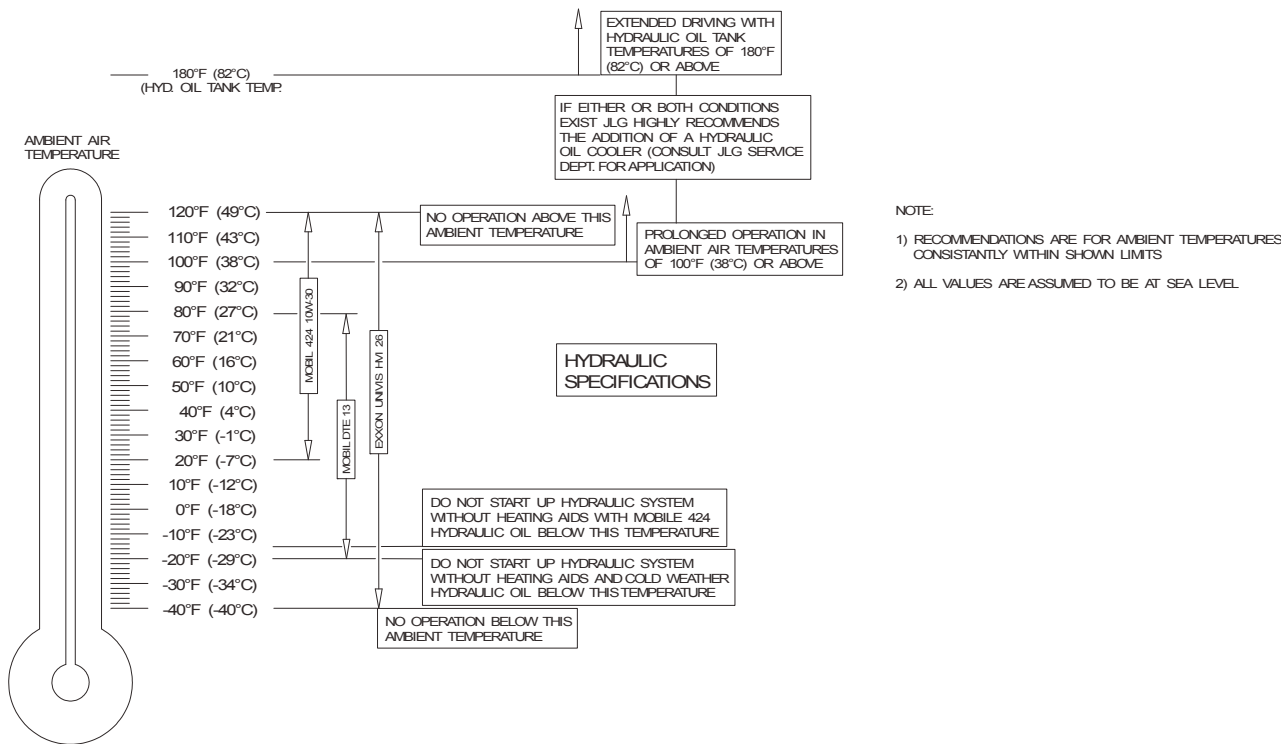 EXTENDED DRIVING WITH
HYDRAULIC OIL TANK
TEMPERATURES OF 180°F
(82°C) OR ABOVE
180°F (82°C)
(HYD. OIL TANK TEMP.
IF EITHER OR BOTH CONDITIONS
EXIST JLG HIGHLY RECOMMENDS
THE ADDITION OF A HYDRAULIC
OIL COOLER (CONSULT JLG SERVICE
DEPT. FOR APPLICATION)
AMBIENT AIR
TEMPERATURE
120°F (49°C)
110°F (43°C)
100°F (38°C)
90°F (32°C)
80°F (27°C)
70°F (21°C)
60°F (16°C)
50°F (10°C)
40°F (4°C)
30°F (-1°C)
20°F (-7°C)
10°F (-12°C)
0°F (-18°C)
-10°F (-23°C)
-20°F (-29°C)
-30°F (-34°C)
-40°F (-40°C)
MOBIL 424 10W-30
MOBIL DTE 13
EXXON UNIVIS HVI 26
NO OPERATION ABOVE THIS
AMBIENT TEMPERATURE
PROLONGED OPERATION IN
AMBIENT AIR TEMPERATURES
OF 100°F (38°C) OR ABOVE
HYDRAULIC
SPECIFICATIONS
DO NOT START UP HYDRAULIC SYSTEM
WITHOUT HEATING AIDS WITH MOBILE 424
HYDRAULIC OIL BELOW THIS TEMPERATURE
DO NOT START UP HYDRAULIC SYSTEM
WITHOUT HEATING AIDS AND COLD WEATHER
HYDRAULIC OIL BELOW THIS TEMPERATURE
NO OPERATION BELOW THIS
AMBIENT TEMPERATURE
NOTE:
1) RECOMMENDATIONS ARE FOR AMBIENT TEMPERATURES
CONSISTANTLY WITHIN SHOWN LIMITS
2) ALL VALUES ARE ASSUMED TO BE AT SEA LEVEL